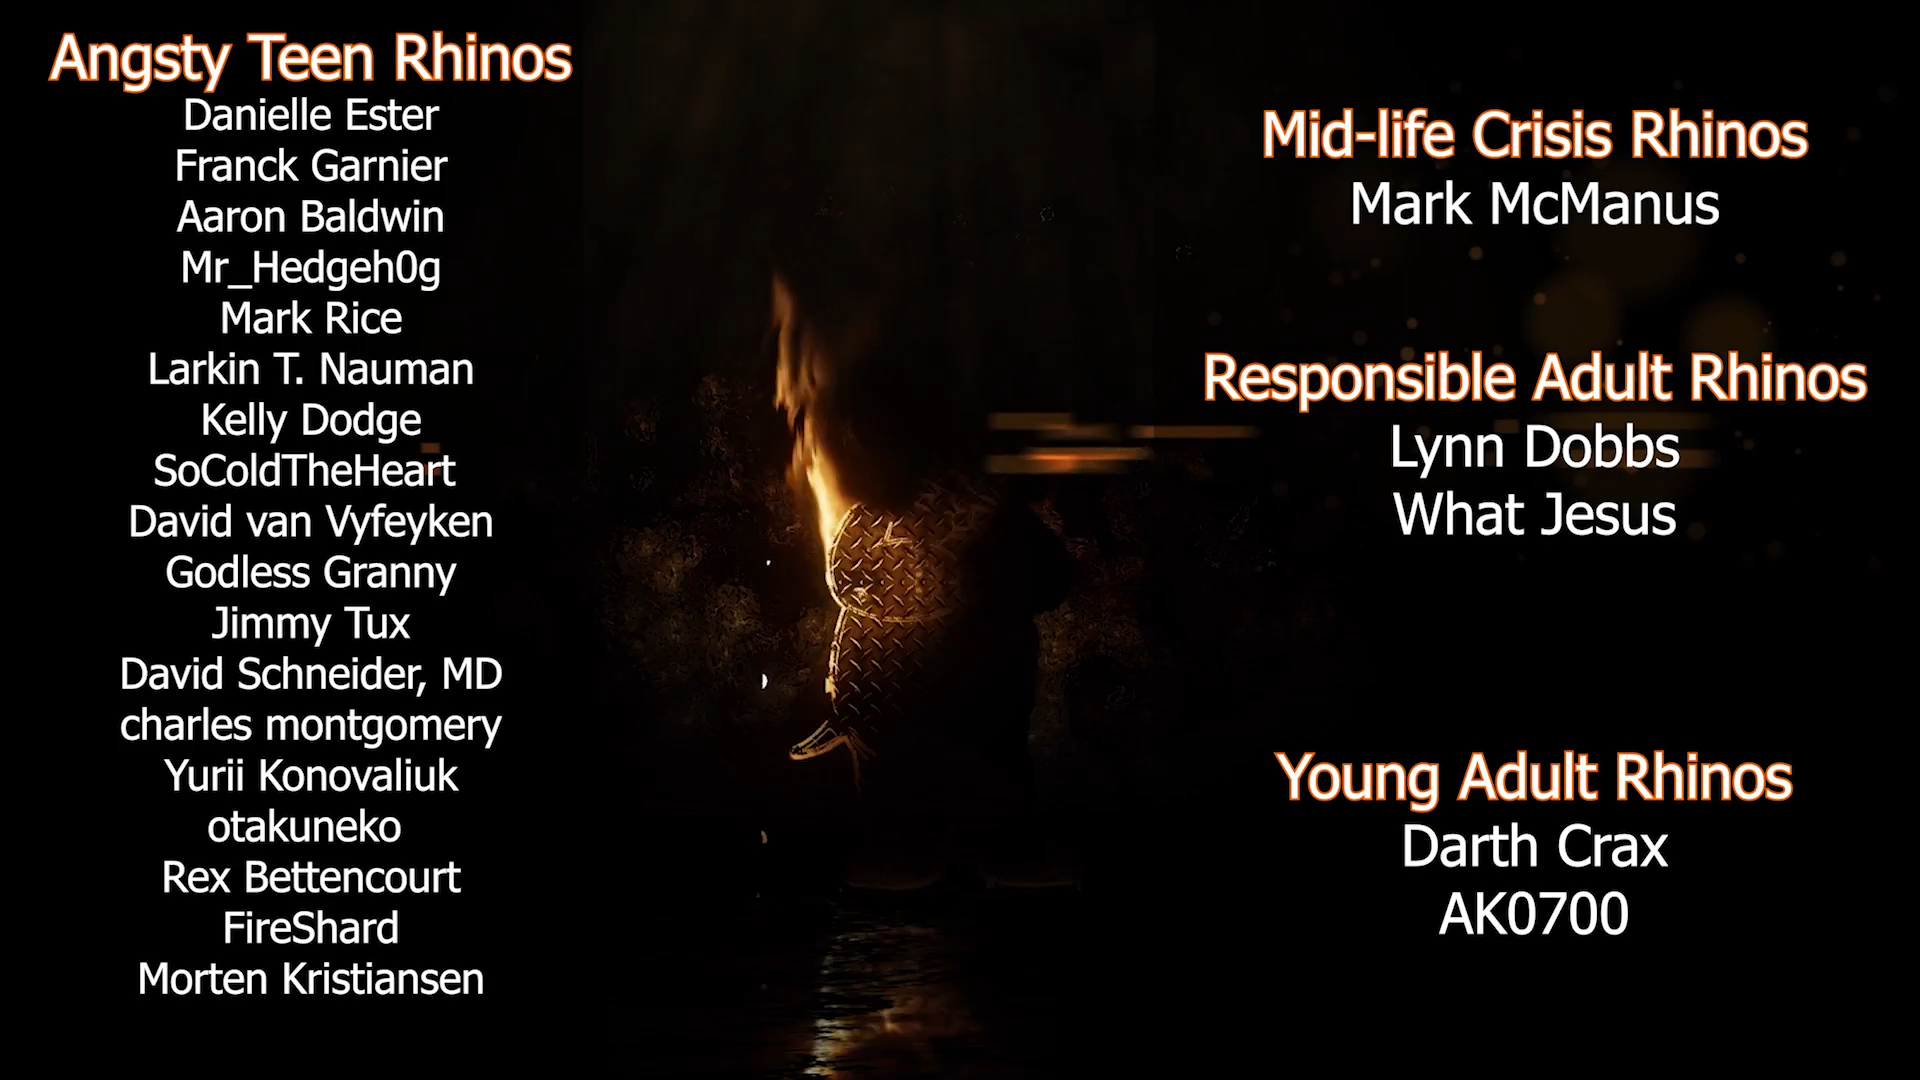 Angsty Teen Rhinos
Danielle Ester
Franck Garnier
Aaron Baldwin
Mr_Hedgeh0g
Mark Rice
Larkin T. Nauman
Kelly Dodge
SoColdTheHeart
David van Vyfeyken
Godless Granny
Jimmy Tux
David Schneider, MD
charles montgomery
Yurii Konovaliuk
otakuneko
Rex Bettencourt
FireShard
Morten Kristiansen
Mid-life Crisis Rhinos
Mark McManus
Responsible Adult Rhinos
Lynn Dobbs
What Jesus
Young Adult Rhinos
Darth Crax
AK0700